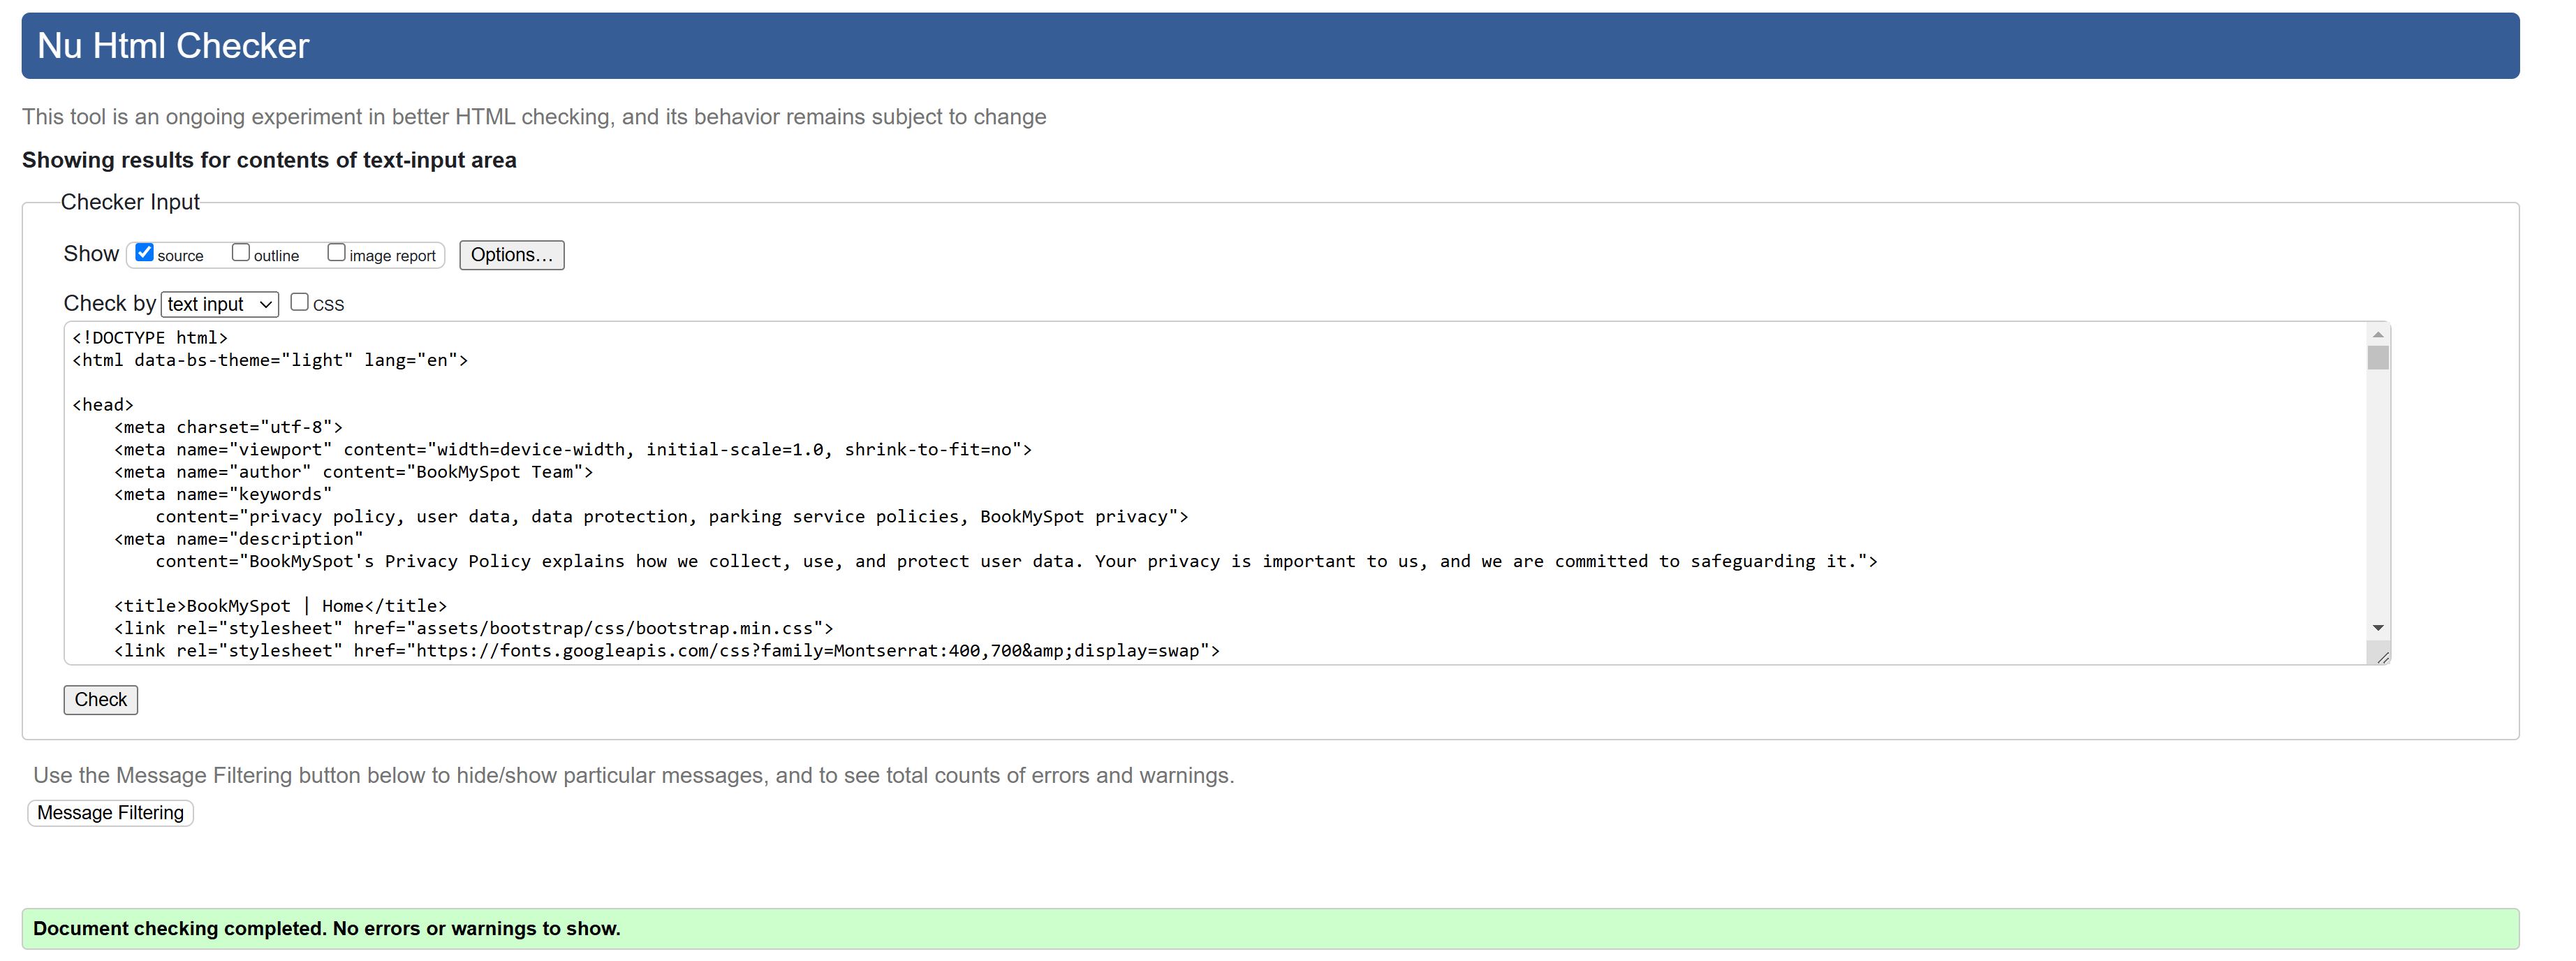 Nu Html Checker
This tool is an ongoing experiment in better HTML checking, and its behavior remains subject to change
Showing results for contents of text-input area
Checker Input
Show source outline image report Options...
Check by text input css
<!DOCTYPE html>
<html data-bs-theme="light" lang="en">
<head>
    <meta charset="utf-8">
    <meta name="viewport" content="width=device-width, initial-scale=1.0, shrink-to-fit=no">
    <meta name="author" content="BookMySpot Team">
    <meta name="keywords"
        content="privacy policy, user data, data protection, parking service policies, BookMySpot privacy">
    <meta name="description"
        content="BookMySpot's Privacy Policy explains how we collect, use, and protect user data. Your privacy is important to us, and we are committed to safeguarding it.">
    <title>BookMySpot | Home</title>
    <link rel="stylesheet" href="assets/bootstrap/css/bootstrap.min.css">
    <link rel="stylesheet" href="https://fonts.googleapis.com/css?family=Montserrat:400,700&amp;display=swap">
Check
Use the Message Filtering button below to hide/show particular messages, and to see total counts of errors and warnings.
Message Filtering
Document checking completed. No errors or warnings to show.